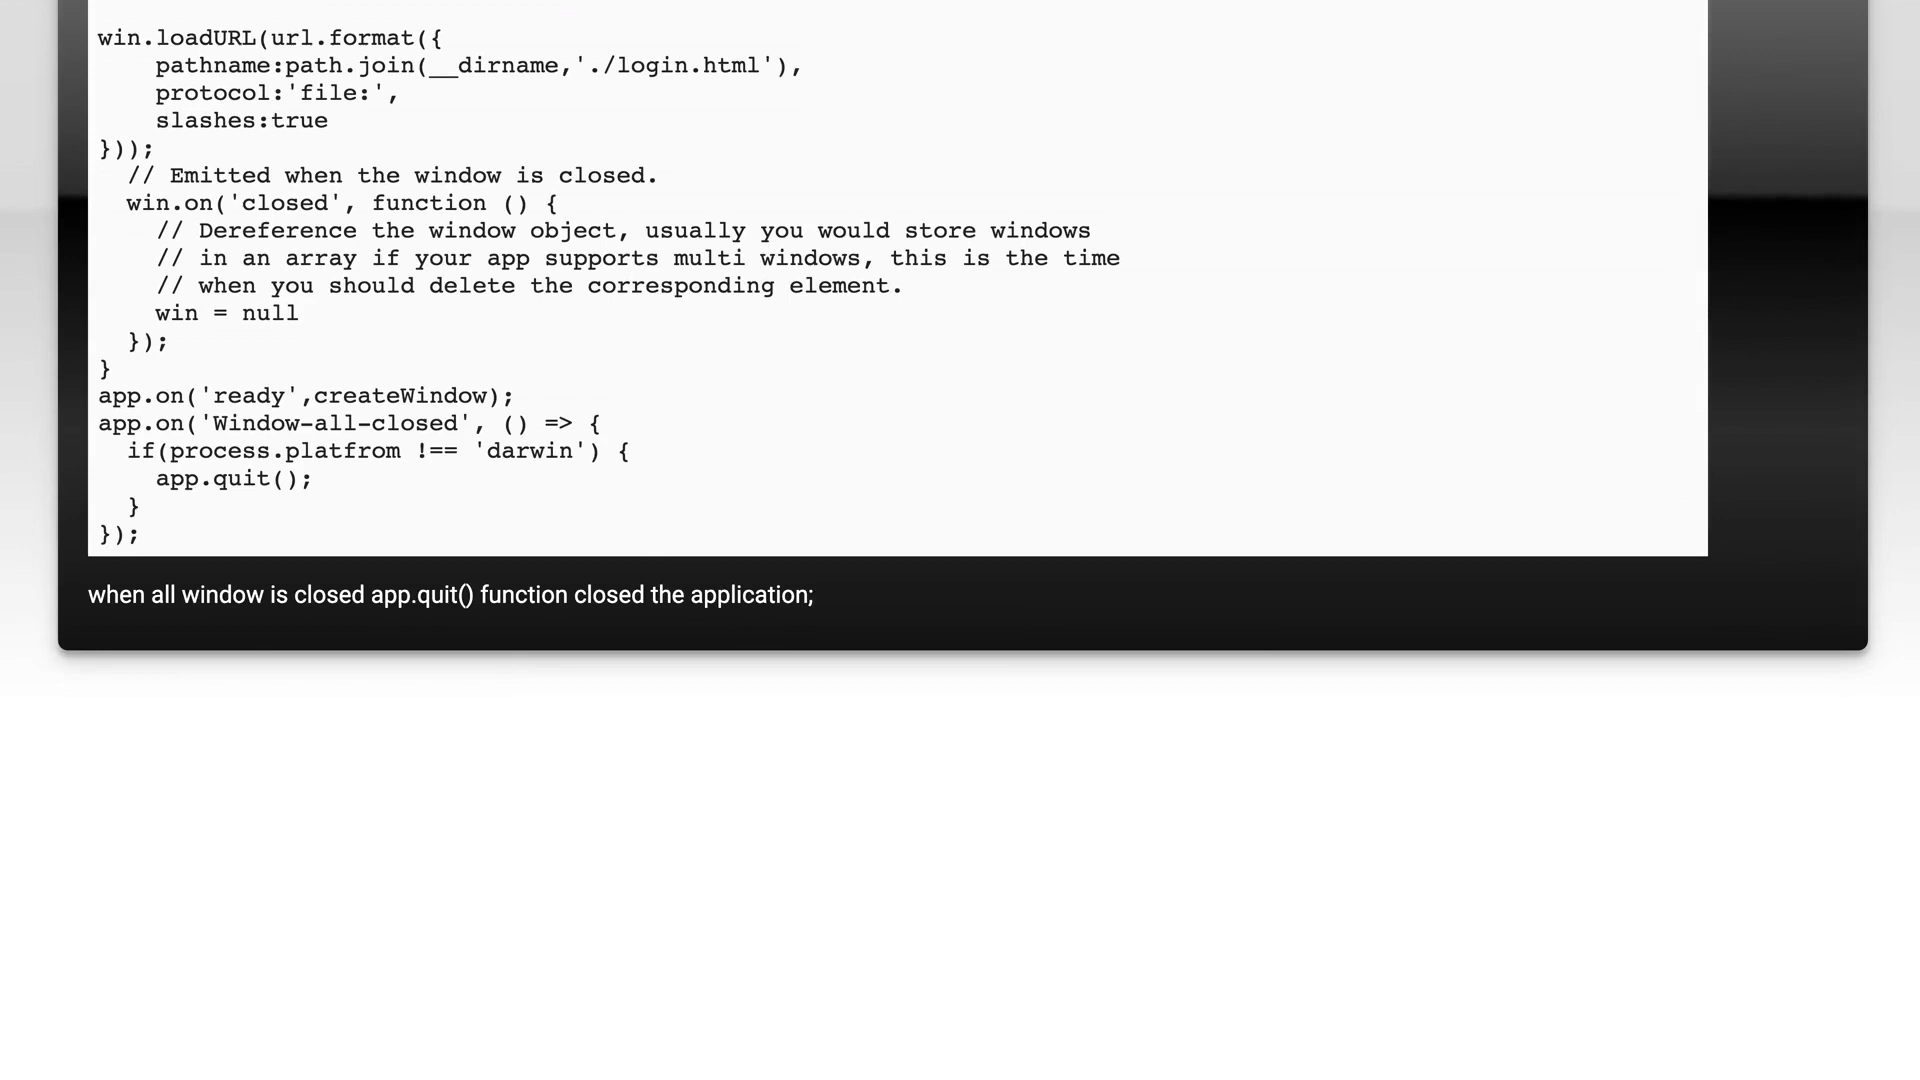 win.loadURL(url.format({
    pathname:path.join(__dirname,'./login.html'),
    protocol:'file:',
    slashes:true
}));
  // Emitted when the window is closed.
  win.on('closed', function () {
    // Dereference the window object, usually you would store windows
    // in an array if your app supports multi windows, this is the time
    // when you should delete the corresponding element.
    win = null
  });
}
app.on('ready',createWindow);
app.on('Window-all-closed', () => {
  if(process.platfrom !== 'darwin') {
    app.quit();
  }
});
when all window is closed app.quit() function closed the application;